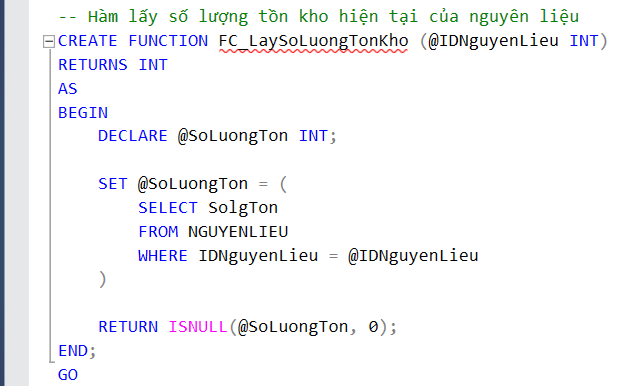 -- Hàm lấy số lượng tồn kho hiện tại của nguyên liệu
CREATE FUNCTION FC_LaySoLuongTonKho (@IDNguyenLieu INT)
RETURNS INT
AS
BEGIN
DECLARE @SoLuongTon INT;
SET @SoLuongTon = (
SELECT SolgTon
FROM NGUYENLIEU
WHERE IDNguyenLieu = @IDNguyenLieu
)
RETURN ISNULL(@SoLuongTon, 0);
END;
GO